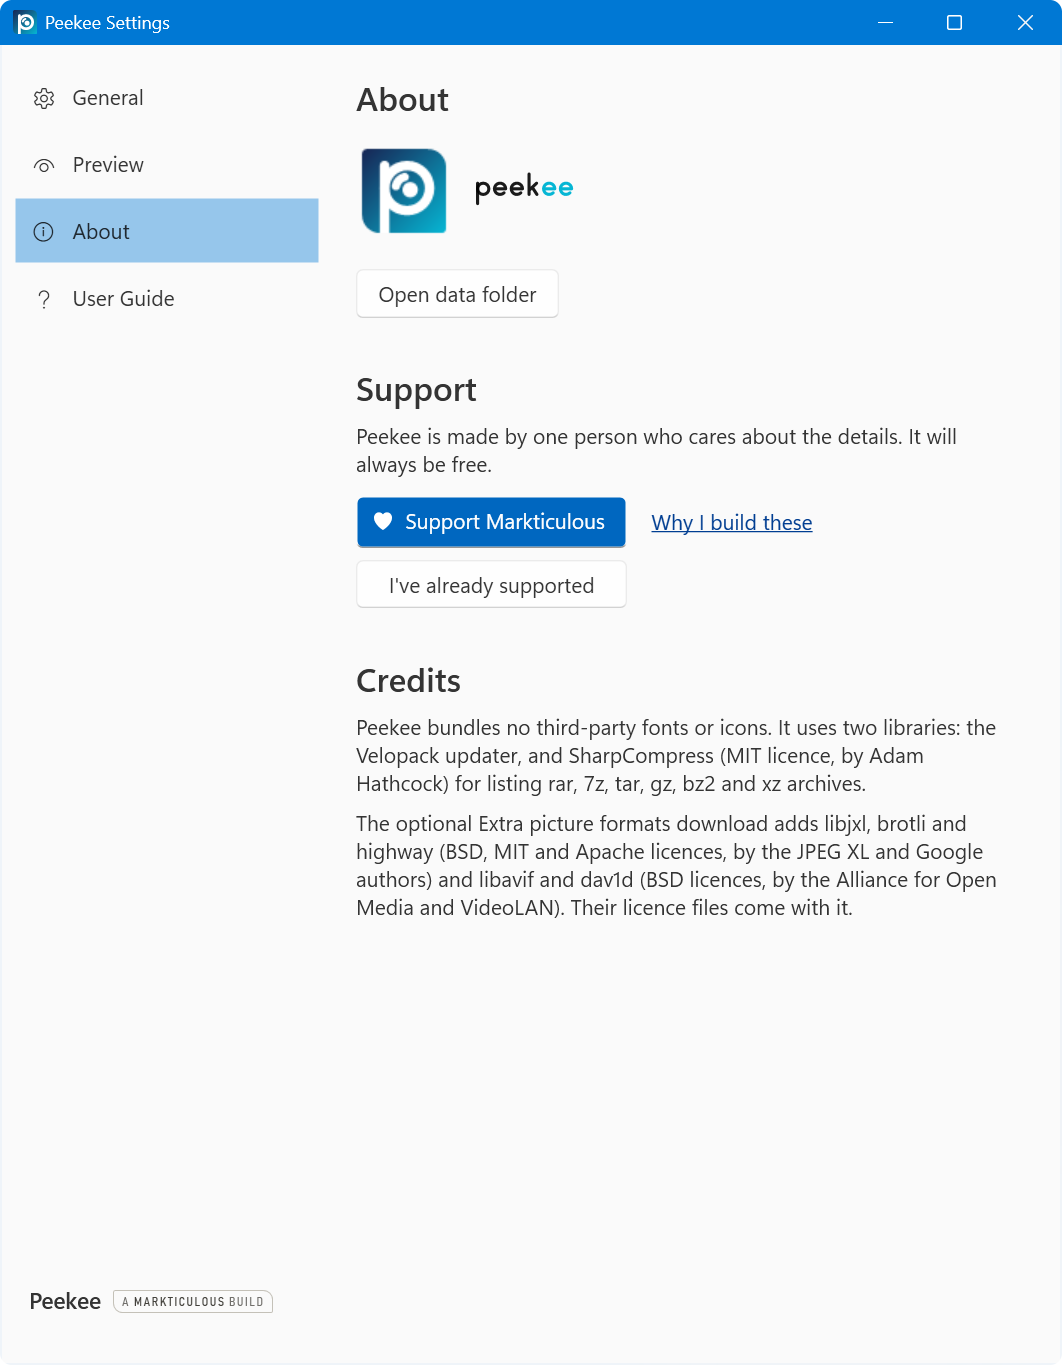 Peekee Settings
General
Preview
About
User Guide
About
peekee
Open data folder
Support
Peekee is made by one person who cares about the details. It will
always be free.
Support Markticulous
Why I build these
I've already supported
Credits
Peekee bundles no third-party fonts or icons. It uses two libraries: the
Velopack updater, and SharpCompress (MIT licence, by Adam
Hathcock) for listing rar, 7z, tar, gz, bz2 and xz archives.
The optional Extra picture formats download adds libjxl, brotli and
highway (BSD, MIT and Apache licences, by the JPEG XL and Google
authors) and libavif and dav1d (BSD licences, by the Alliance for Open
Media and VideoLAN). Their licence files come with it.
Peekee
A MARKTICULOUS BUILD